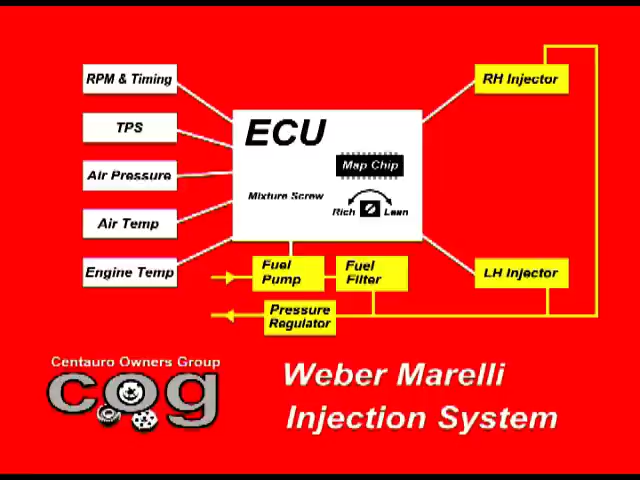 RPM & Timing
TPS
Air Pressure
Air Temp
Engine Temp
ECU
Map Chip
Mixture Screw
Rich
Lean
RH Injector
LH Injector
Fuel
Pump
Fuel
Filter
Pressure
Regulator
Centauro Owners Group
cog
Weber Marelli
Injection System